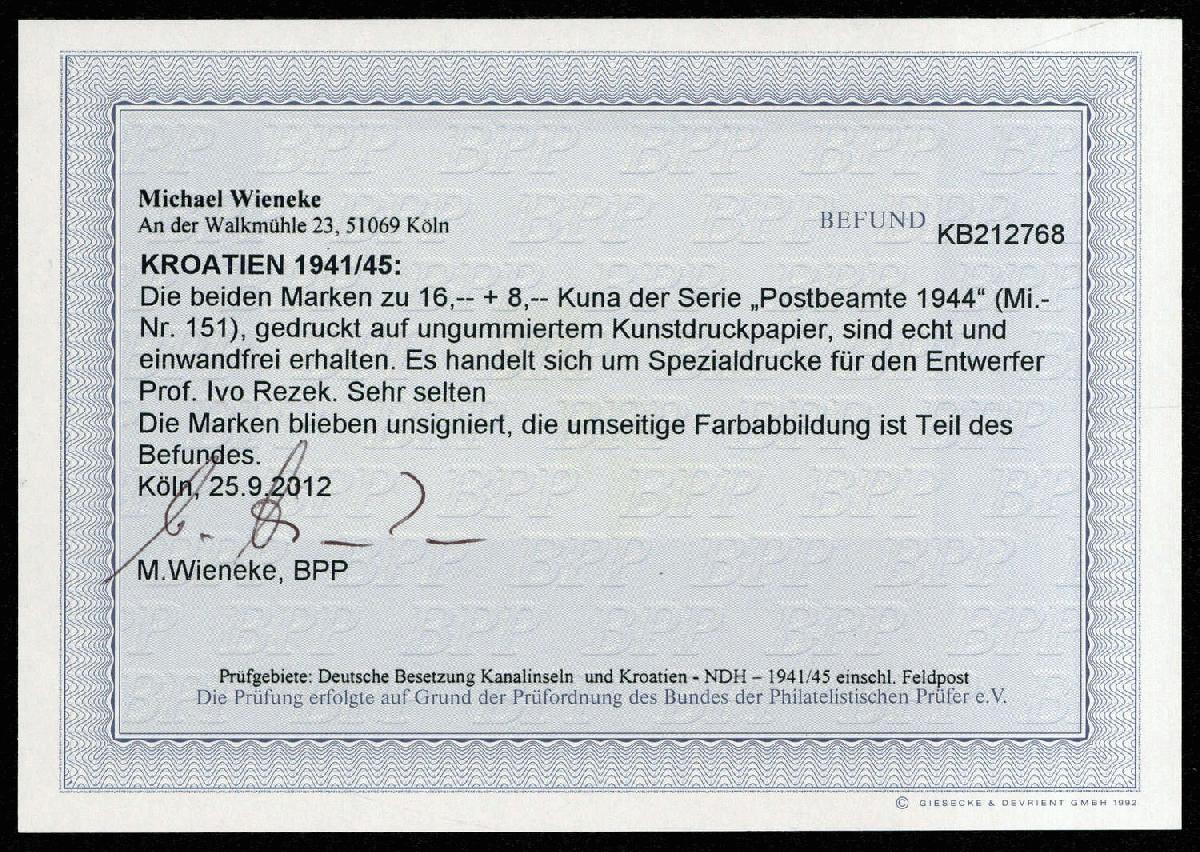 Michael Wieneke
An der Walkmühle 23, 51069 Köln
BEFUND KB212768
KROATIEN 1941/45:
Die beiden Marken zu 16,-- + 8,-- Kuna der Serie „Postbeamte 1944“ (Mi.-
Nr. 151), gedruckt auf ungummiertem Kunstdruckpapier, sind echt und
einwandfrei erhalten. Es handelt sich um Spezialdrucke für den Entwerfer
Prof. Ivo Rezek. Sehr selten
Die Marken blieben unsigniert, die umseitige Farbabbildung ist Teil des
Befundes.
Köln, 25.9.2012
M.Wieneke, BPP
Prüfgebiete: Deutsche Besetzung Kanalinseln und Kroatien - NDH – 1941/45 einschl. Feldpost
Die Prüfung erfolgte auf Grund der Prüfordnung des Bundes der Philatelistischen Prüfer e.V.
© GIESECKE & DEVRIENT GMBH 1992